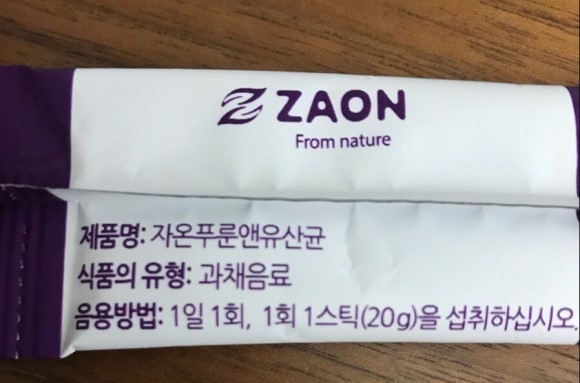 ZAON
From nature
제품명: 자온푸룬앤유산균
식품의 유형: 과채음료
음용방법: 1일 1회, 1회 1스틱(20g)을 섭취하십시오.